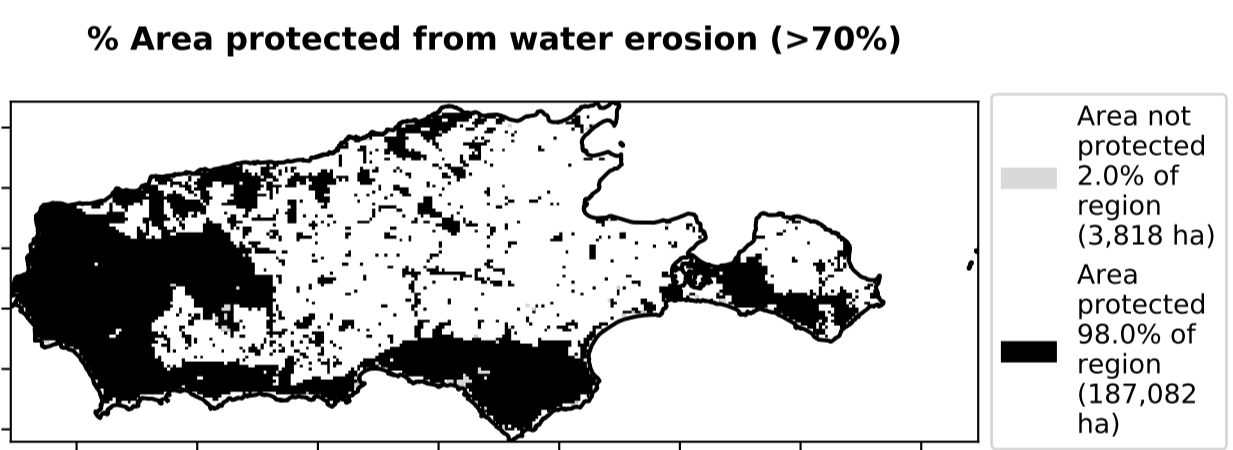 % Area protected from water erosion (>70%)
Area not
protected
2.0% of
region
(3,818 ha)
Area
protected
98.0% of
region
(187,082
ha)